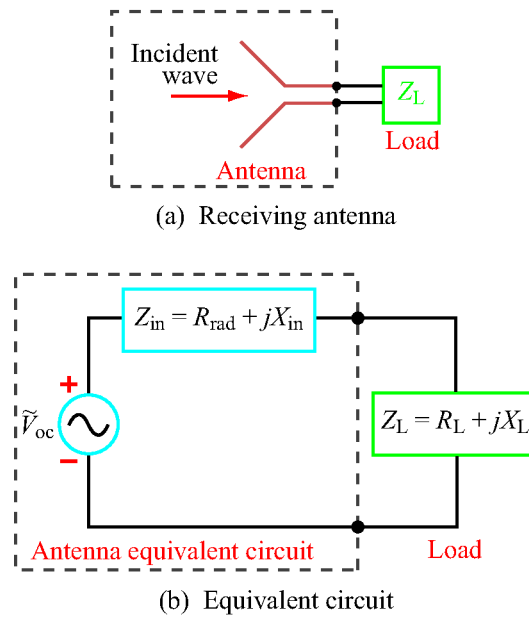 Incident
wave
Z_L
Load
Antenna
(a) Receiving antenna
Z_in = R_rad + jX_in
+
Ṽ_oc
−
Z_L = R_L + jX_L
Antenna equivalent circuit
Load
(b) Equivalent circuit